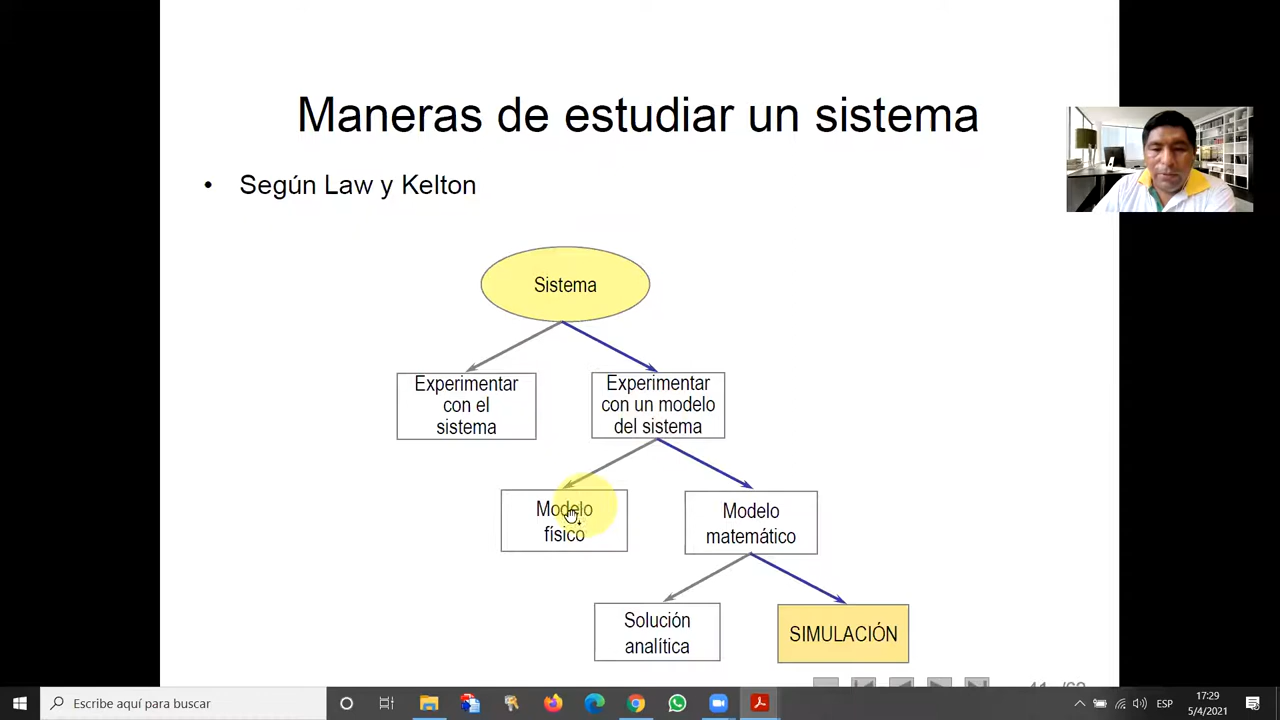 Maneras de estudiar un sistema
• Según Law y Kelton
Sistema
Experimentar
con el
sistema
Experimentar
con un modelo
del sistema
Modelo
físico
Modelo
matemático
Solución
analítica
SIMULACIÓN
Escribe aquí para buscar
ESP
17:29
5/4/2021